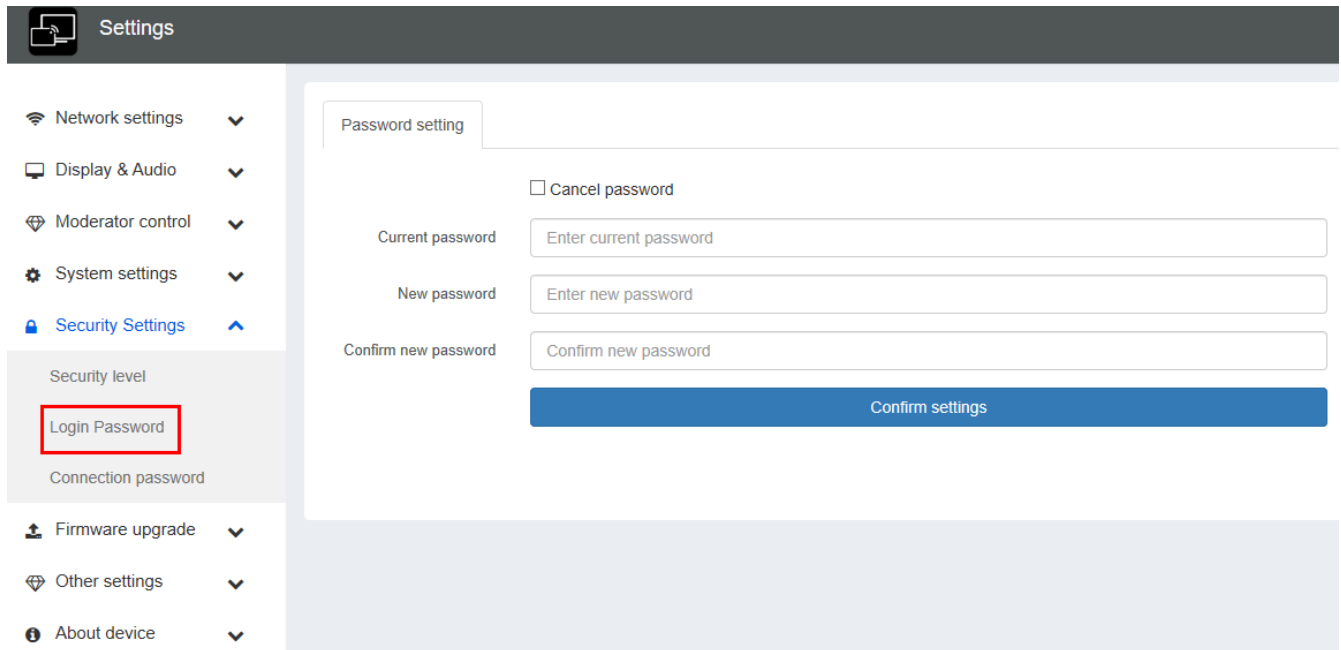 Settings
Network settings
Display & Audio
Moderator control
System settings
Security Settings
Security level
Login Password
Connection password
Firmware upgrade
Other settings
About device
Password setting
Cancel password
Current password Enter current password
New password Enter new password
Confirm new password Confirm new password
Confirm settings